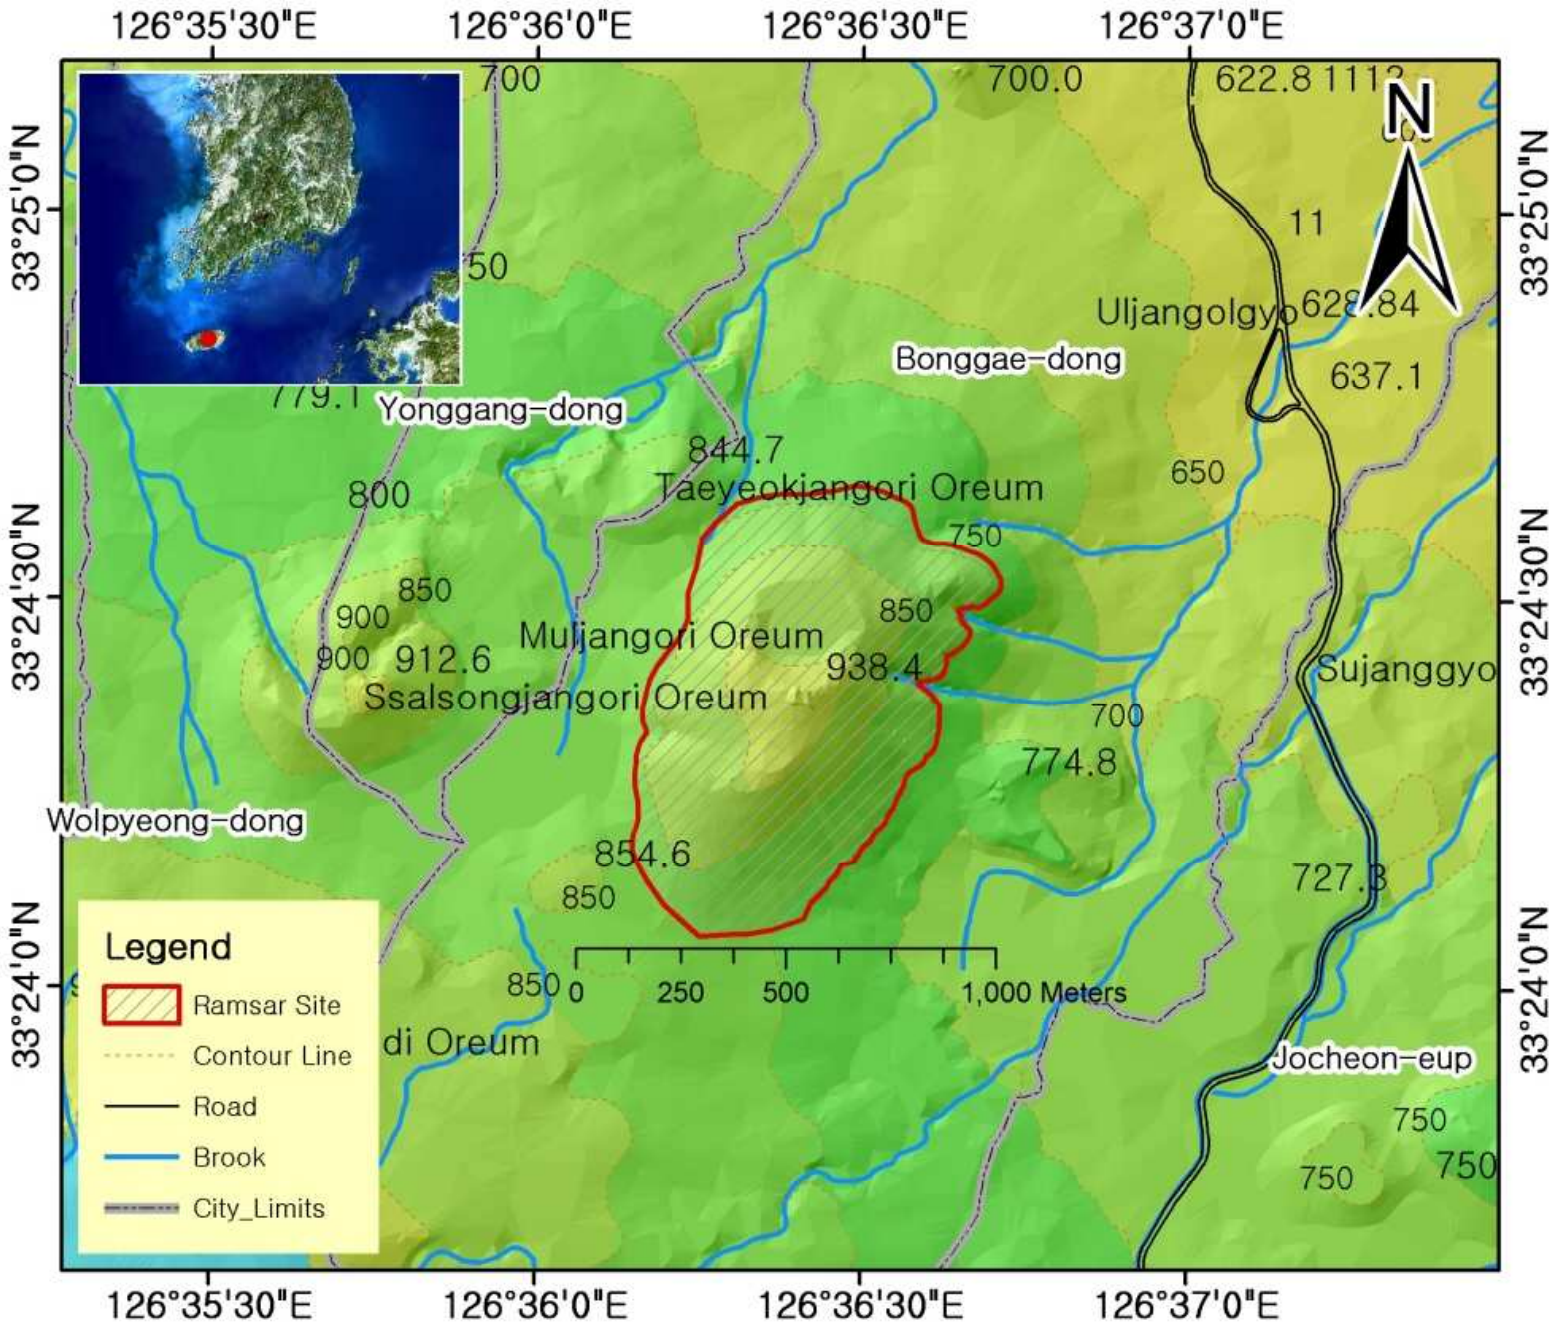 126°35'30"E 126°36'0"E 126°36'30"E 126°37'0"E
700 700.0 622.8
N
33°25'0"N 33°25'0"N
11
50
Uljangolgyo 628.84
Bonggae-dong 637.1
779.1 Yonggang-dong
844.7
650
800 Taeyeokjangori Oreum
750
33°24'30"N 33°24'30"N
850
900 850
Muljangori Oreum
900 912.6 938.4 Sujanggyo
Ssalsongjangori Oreum
700
774.8
Wolpyeong-dong
854.6
727.3
850
Legend
33°24'0"N 33°24'0"N
850 0 250 500 1,000 Meters
Ramsar Site
di Oreum
Contour Line Jocheon-eup
Road
750
Brook
750 750
City_Limits
126°35'30"E 126°36'0"E 126°36'30"E 126°37'0"E